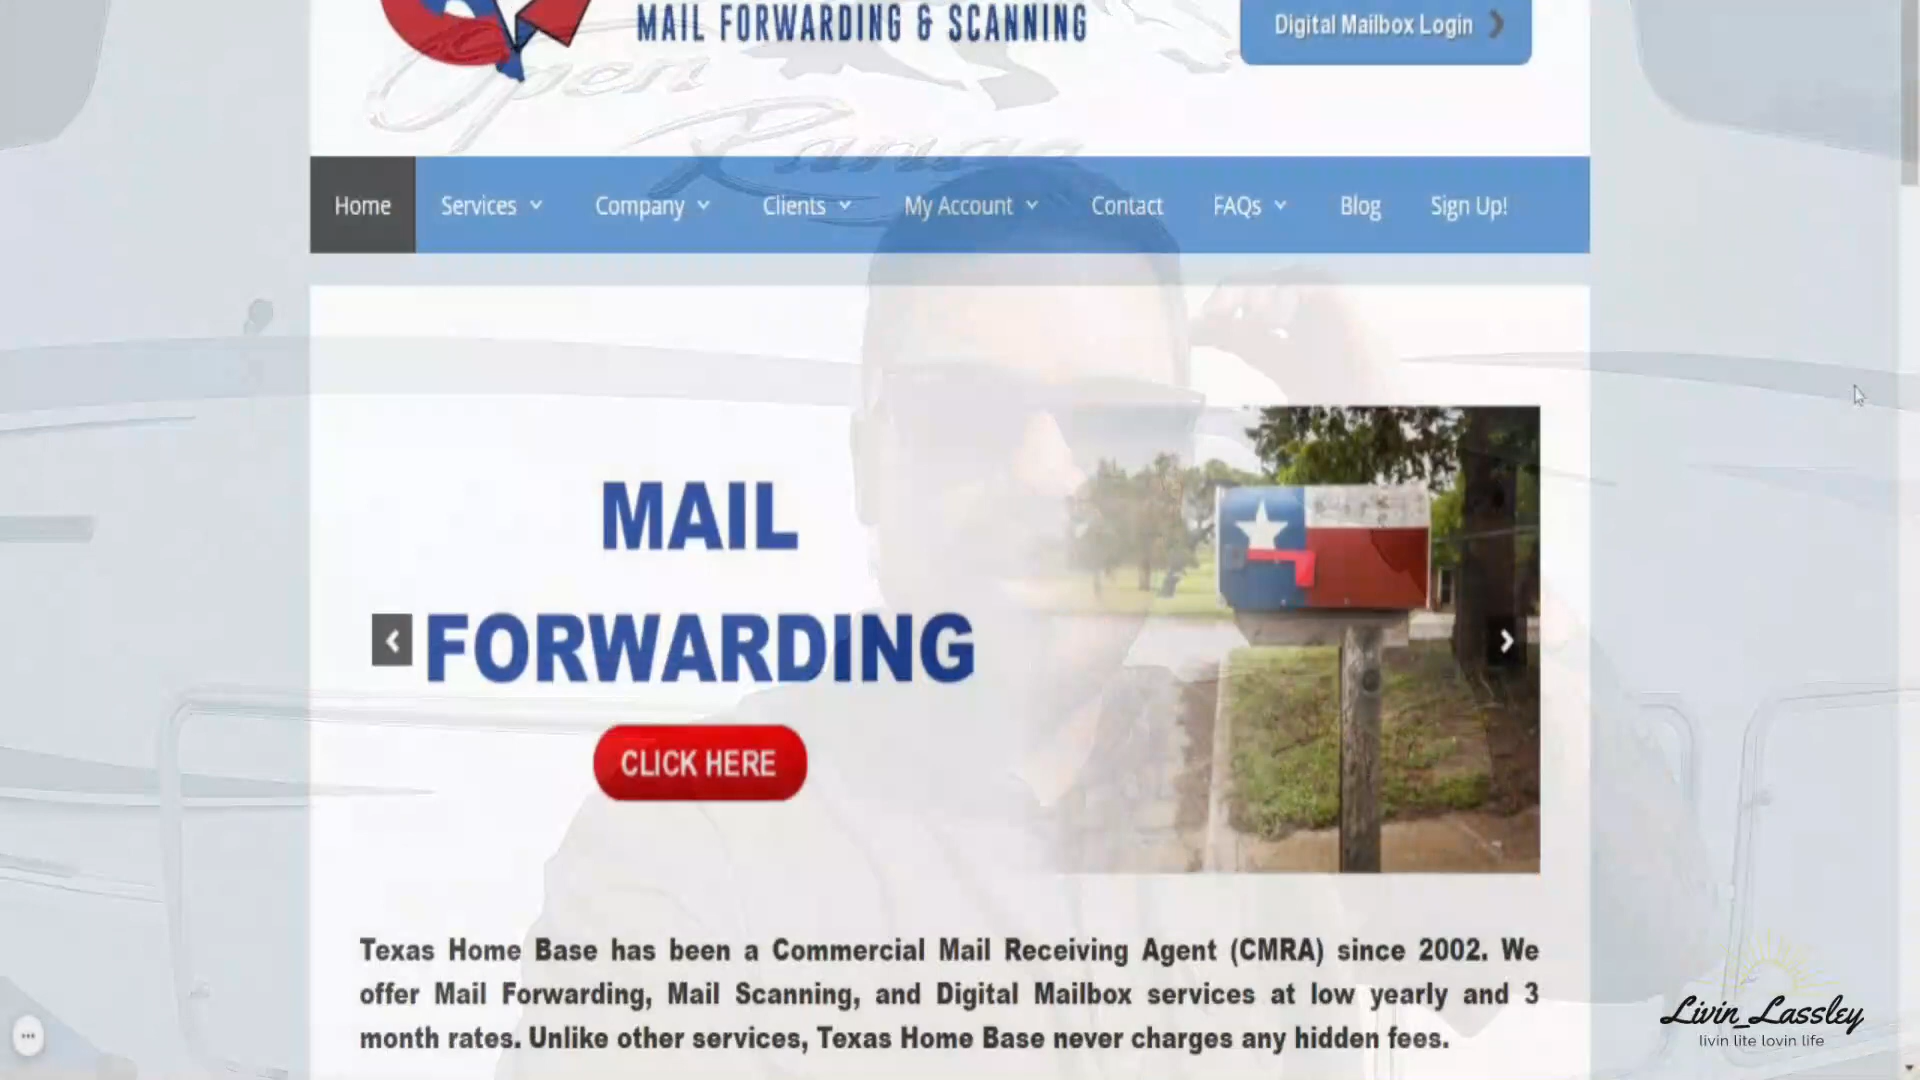 MAIL FORWARDING & SCANNING
Digital Mailbox Login
Open
Range
Home Services Company Clients My Account Contact FAQs Blog Sign Up!
MAIL
FORWARDING
CLICK HERE
Texas Home Base has been a Commercial Mail Receiving Agent (CMRA) since 2002. We
offer Mail Forwarding, Mail Scanning, and Digital Mailbox services at low yearly and 3
month rates. Unlike other services, Texas Home Base never charges any hidden fees.
Livin_Lassley
livin lite lovin life